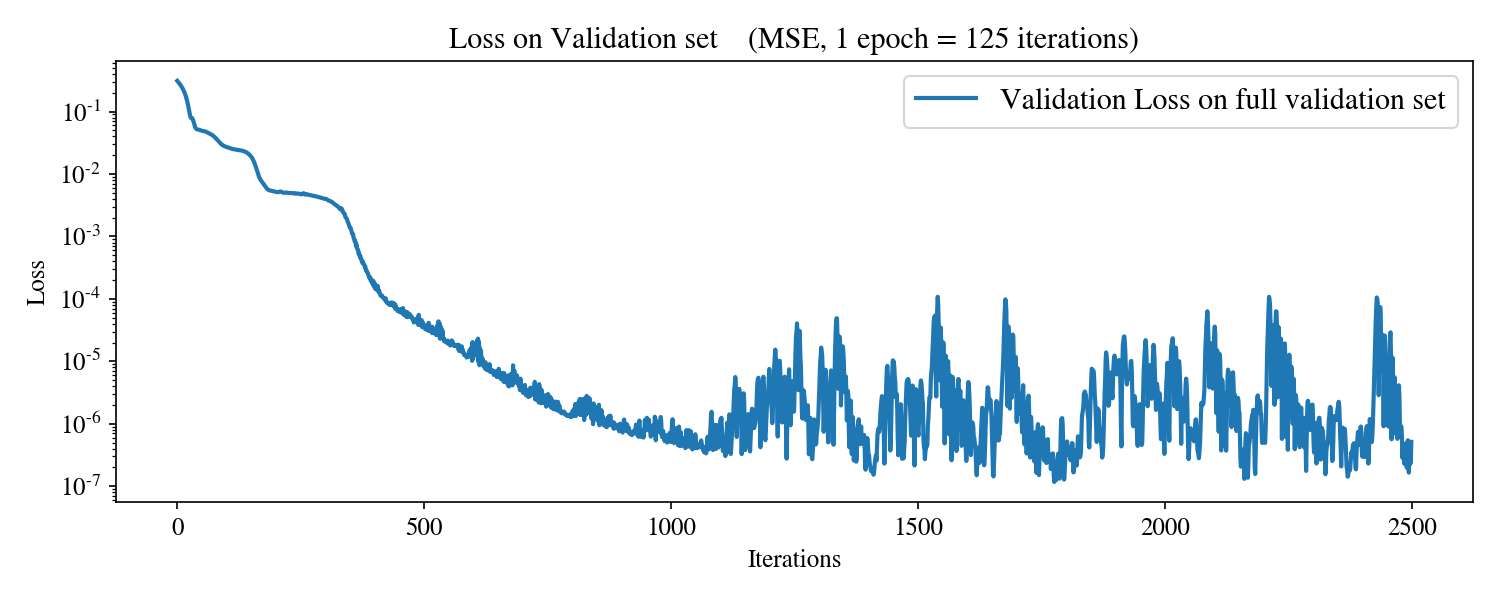 Loss on Validation set (MSE, 1 epoch = 125 iterations)
Validation Loss on full validation set
Loss
10⁻¹
10⁻²
10⁻³
10⁻⁴
10⁻⁵
10⁻⁶
10⁻⁷
0 500 1000 1500 2000 2500
Iterations